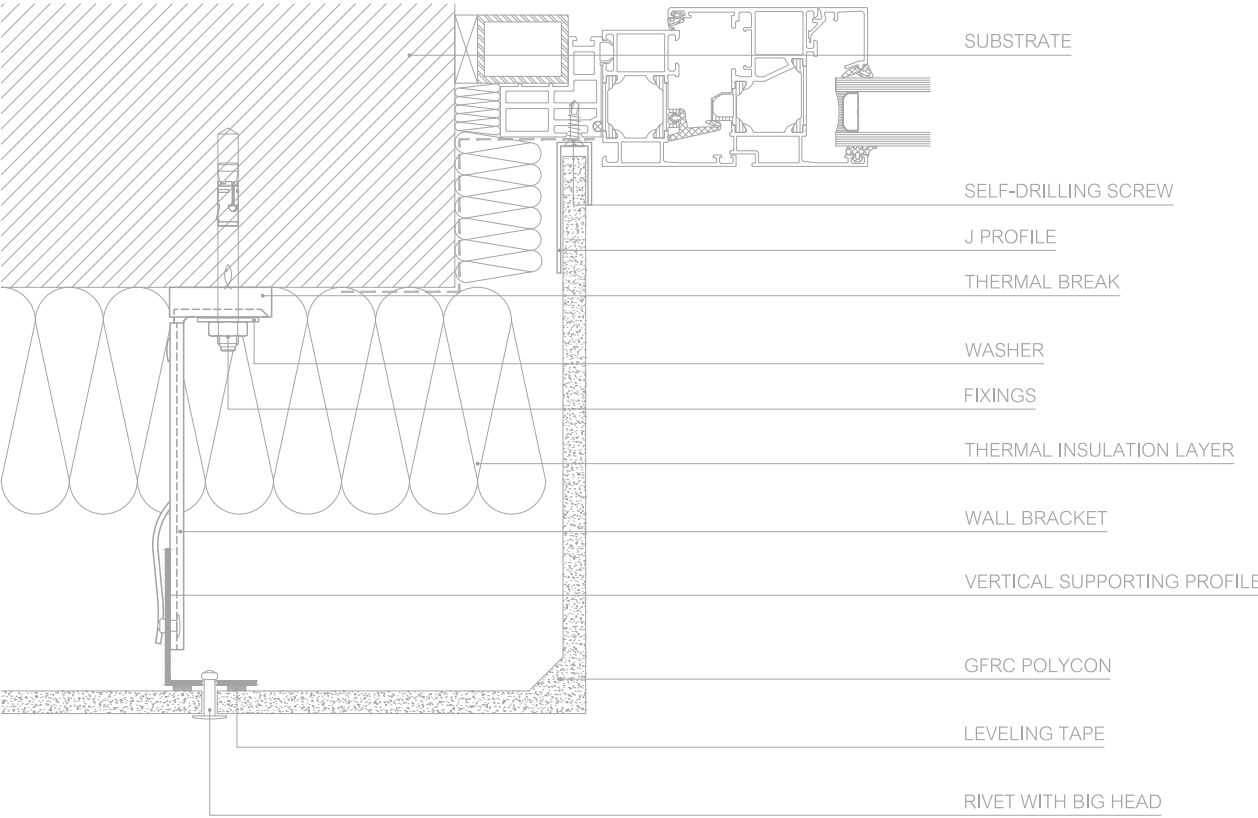 SUBSTRATE
SELF-DRILLING SCREW
J PROFILE
THERMAL BREAK
WASHER
FIXINGS
THERMAL INSULATION LAYER
WALL BRACKET
VERTICAL SUPPORTING PROFILE
GFRC POLYCON
LEVELING TAPE
RIVET WITH BIG HEAD